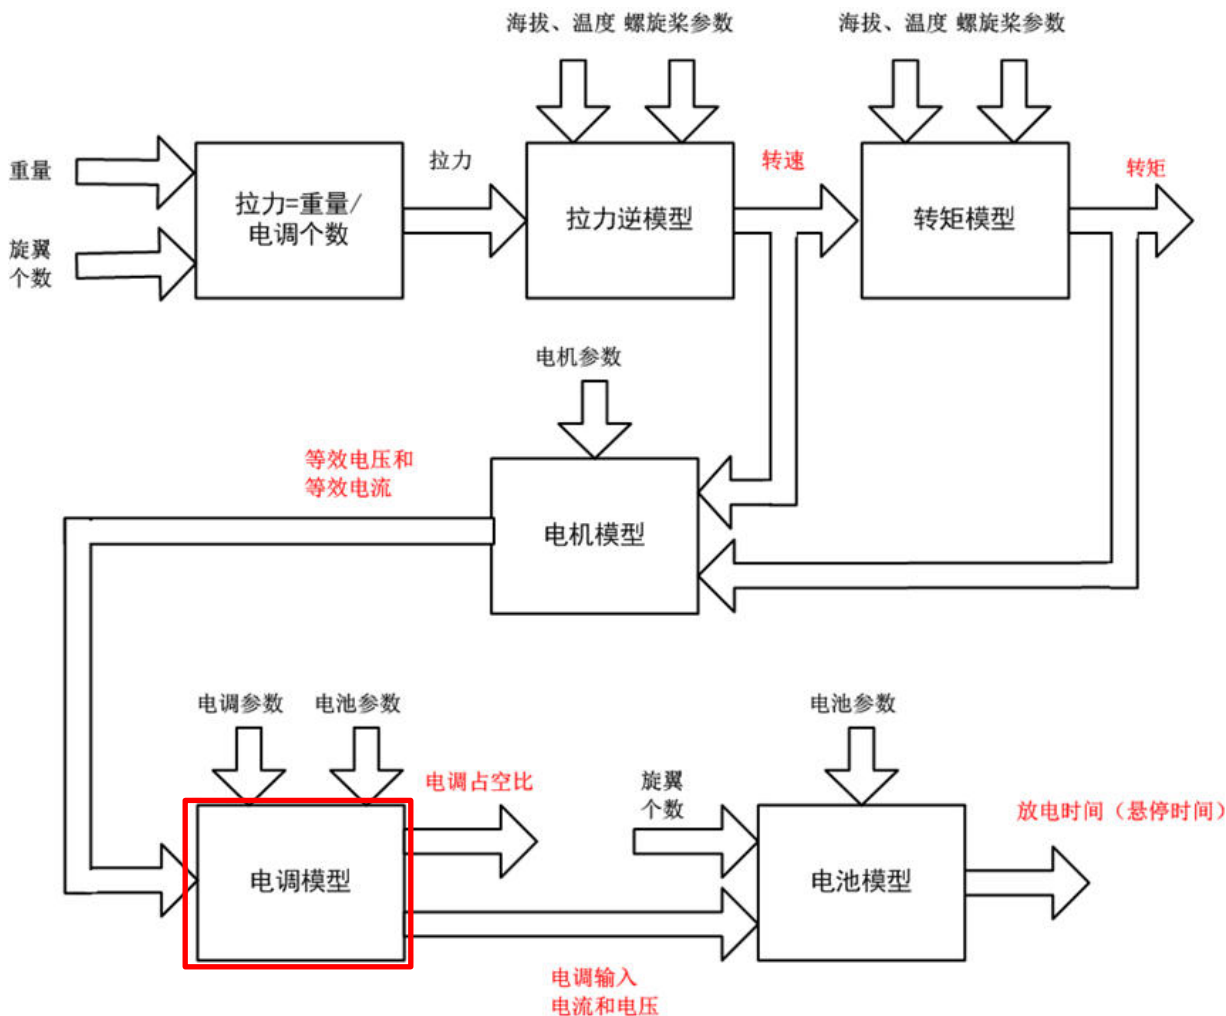 海拔、温度 螺旋桨参数
海拔、温度 螺旋桨参数
重量
旋翼
个数
拉力=重量/
电调个数
拉力
拉力逆模型
转速
转矩模型
转矩
电机参数
等效电压和
等效电流
电机模型
电调参数
电池参数
电调模型
电调占空比
电调输入
电流和电压
旋翼
个数
电池参数
电池模型
放电时间（悬停时间）